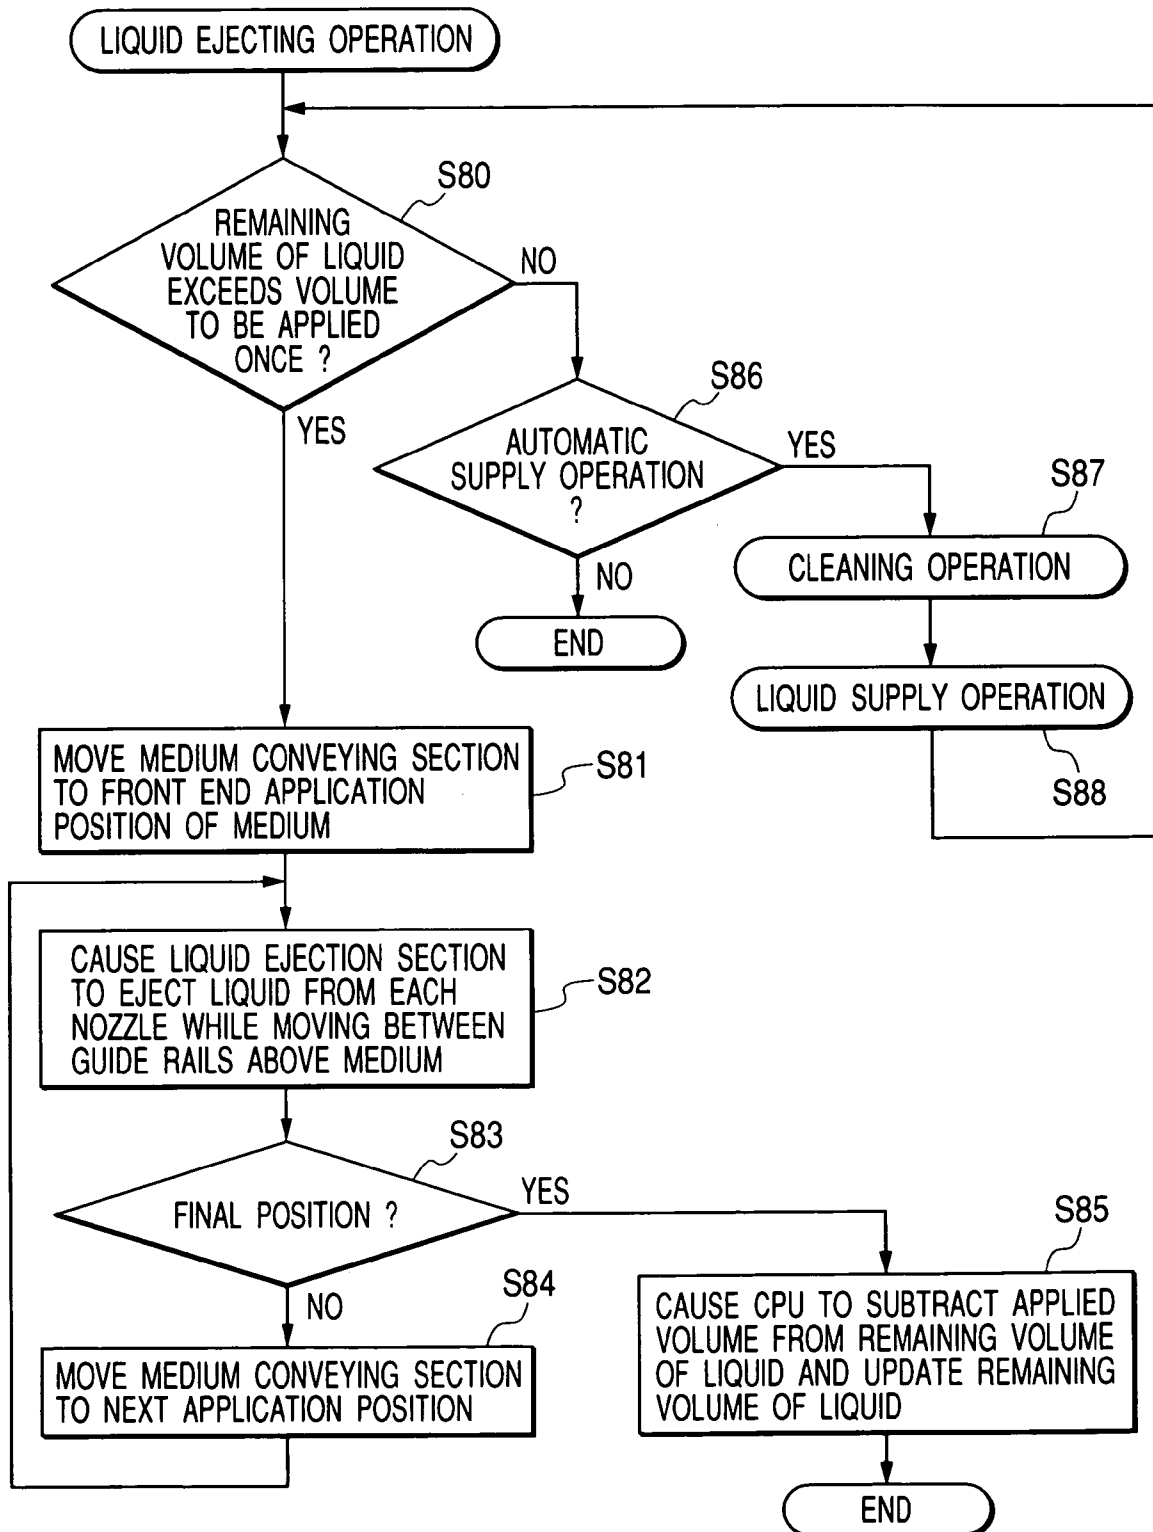 LIQUID EJECTING OPERATION
S80
REMAINING
VOLUME OF LIQUID
EXCEEDS VOLUME
TO BE APPLIED
ONCE ?
NO
YES
S86
AUTOMATIC
SUPPLY OPERATION
?
YES
NO
END
S87
CLEANING OPERATION
LIQUID SUPPLY OPERATION
S88
MOVE MEDIUM CONVEYING SECTION
TO FRONT END APPLICATION
POSITION OF MEDIUM
S81
CAUSE LIQUID EJECTION SECTION
TO EJECT LIQUID FROM EACH
NOZZLE WHILE MOVING BETWEEN
GUIDE RAILS ABOVE MEDIUM
S82
S83
FINAL POSITION ?
YES
NO
S84
MOVE MEDIUM CONVEYING SECTION
TO NEXT APPLICATION POSITION
S85
CAUSE CPU TO SUBTRACT APPLIED
VOLUME FROM REMAINING VOLUME
OF LIQUID AND UPDATE REMAINING
VOLUME OF LIQUID
END